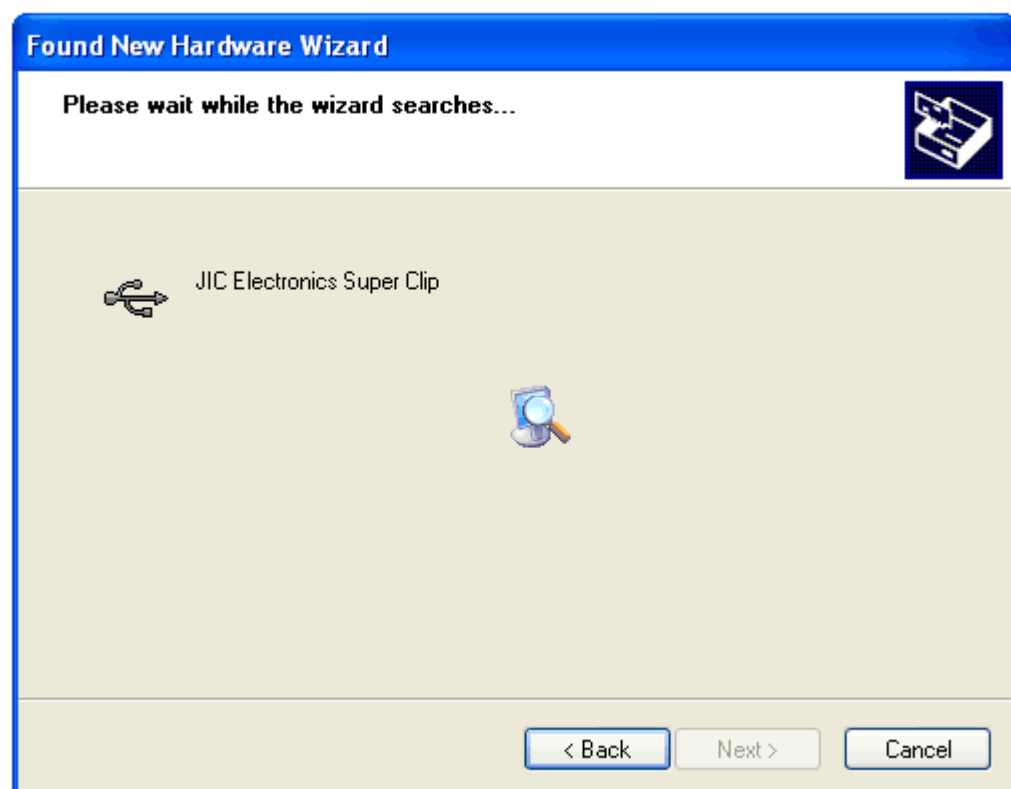 Found New Hardware Wizard
Please wait while the wizard searches...
JIC Electronics Super Clip
< Back
Next >
Cancel